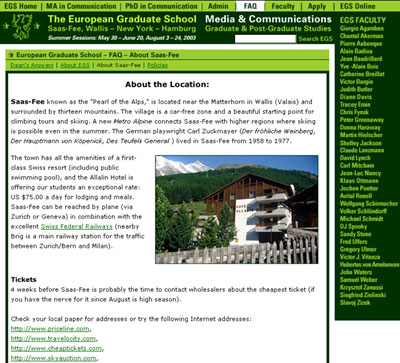 EGS Home | MA in Communication | PhD in Communication | Admin | FAQ | Faculty | Apply | EGS Online
The European Graduate School
Media & Communications
Saas-Fee, Wallis – New York – Hamburg
Graduate & Post-Graduate Studies
Summer Sessions: May 30 – June 20, August 3 – 24, 2003
Search EGS
European Graduate School – FAQ – About Saas-Fee
Dean's Answers | About EGS | About Saas-Fee | Policies
About the Location:
Saas-Fee known as the "Pearl of the Alps," is located near the Matterhorn in Wallis (Valais) and
surrounded by thirteen mountains. The village is a car-free zone and a beautiful starting point for
climbing tours and skiing. A new Metro Alpine connects Saas-Fee with higher regions where skiing
is possible even in the summer. The German playwright Carl Zuckmayer (Der fröhliche Weinberg,
Der Hauptmann von Köpenick, Des Teufels General ) lived in Saas-Fee from 1958 to 1977.
The town has all the amenities of a first-
class Swiss resort (including public
swimming pool), and the Allalin Hotel is
offering our students an exceptional rate:
US $75.00 a day for lodging and meals.
Saas-Fee can be reached by plane (via
Zurich or Geneva) in combination with the
excellent Swiss Federal Railways (nearby
Brig is a main railway station for the traffic
between Zurich/Bern and Milan).
Tickets
4 weeks before Saas-Fee is probably the time to contact wholesalers about the cheapest ticket (if
you have the nerve for it since August is high season).
Check your local paper for addresses or try the following Internet addresses:
http://www.priceline.com,
http://www.travelocity.com,
http://www.cheaptickets.com,
http://www.skyauction.com,
EGS FACULTY
Giorgio Agamben
Chantal Akerman
Pierre Aubenque
Alain Badiou
Jean Baudrillard
Yve -Alain Bois
Catherine Breillat
Victor Burgin
Judith Butler
Diane Davis
Tracey Emin
Chris Fynsk
Peter Greenaway
Donna Haraway
Martin Hielscher
Shelley Jackson
Claude Lanzmann
David Lynch
Carl Mitcham
Jean-Luc Nancy
Klaus Ottmann
Jochen Poetter
Avital Ronell
Wolfgang Schirmacher
Volker Schlöndorff
Michael Schmidt
DJ Spooky
Sandy Stone
Fred Ulfers
Gregory Ulmer
Victor J. Vitanza
Hubertus von Amelunxen
John Waters
Samuel Weber
Krzysztof Zanussi
Siegfried Zielinski
Slavoj Zizek